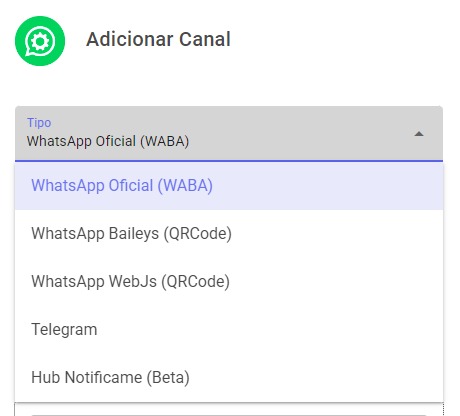 Adicionar Canal
Tipo
WhatsApp Oficial (WABA)
WhatsApp Oficial (WABA)
WhatsApp Baileys (QRCode)
WhatsApp WebJs (QRCode)
Telegram
Hub Notificame (Beta)